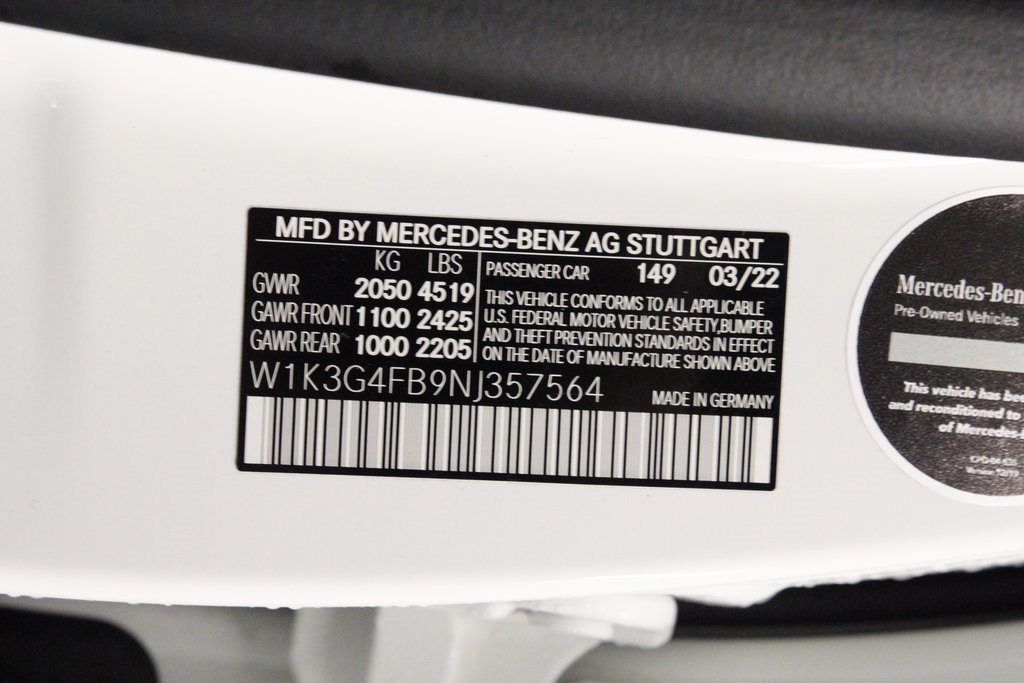 MFD BY MERCEDES-BENZ AG STUTTGART
KG LBS
GWR 2050 4519
GAWR FRONT 1100 2425
GAWR REAR 1000 2205
PASSENGER CAR 149 03/22
THIS VEHICLE CONFORMS TO ALL APPLICABLE
U.S. FEDERAL MOTOR VEHICLE SAFETY,BUMPER
AND THEFT PREVENTION STANDARDS IN EFFECT
ON THE DATE OF MANUFACTURE SHOWN ABOVE
W1K3G4FB9NJ357564 MADE IN GERMANY
Mercedes-Ben
Pre-Owned Vehicles
This vehicle has
and reconditioned to
of Mercedes-